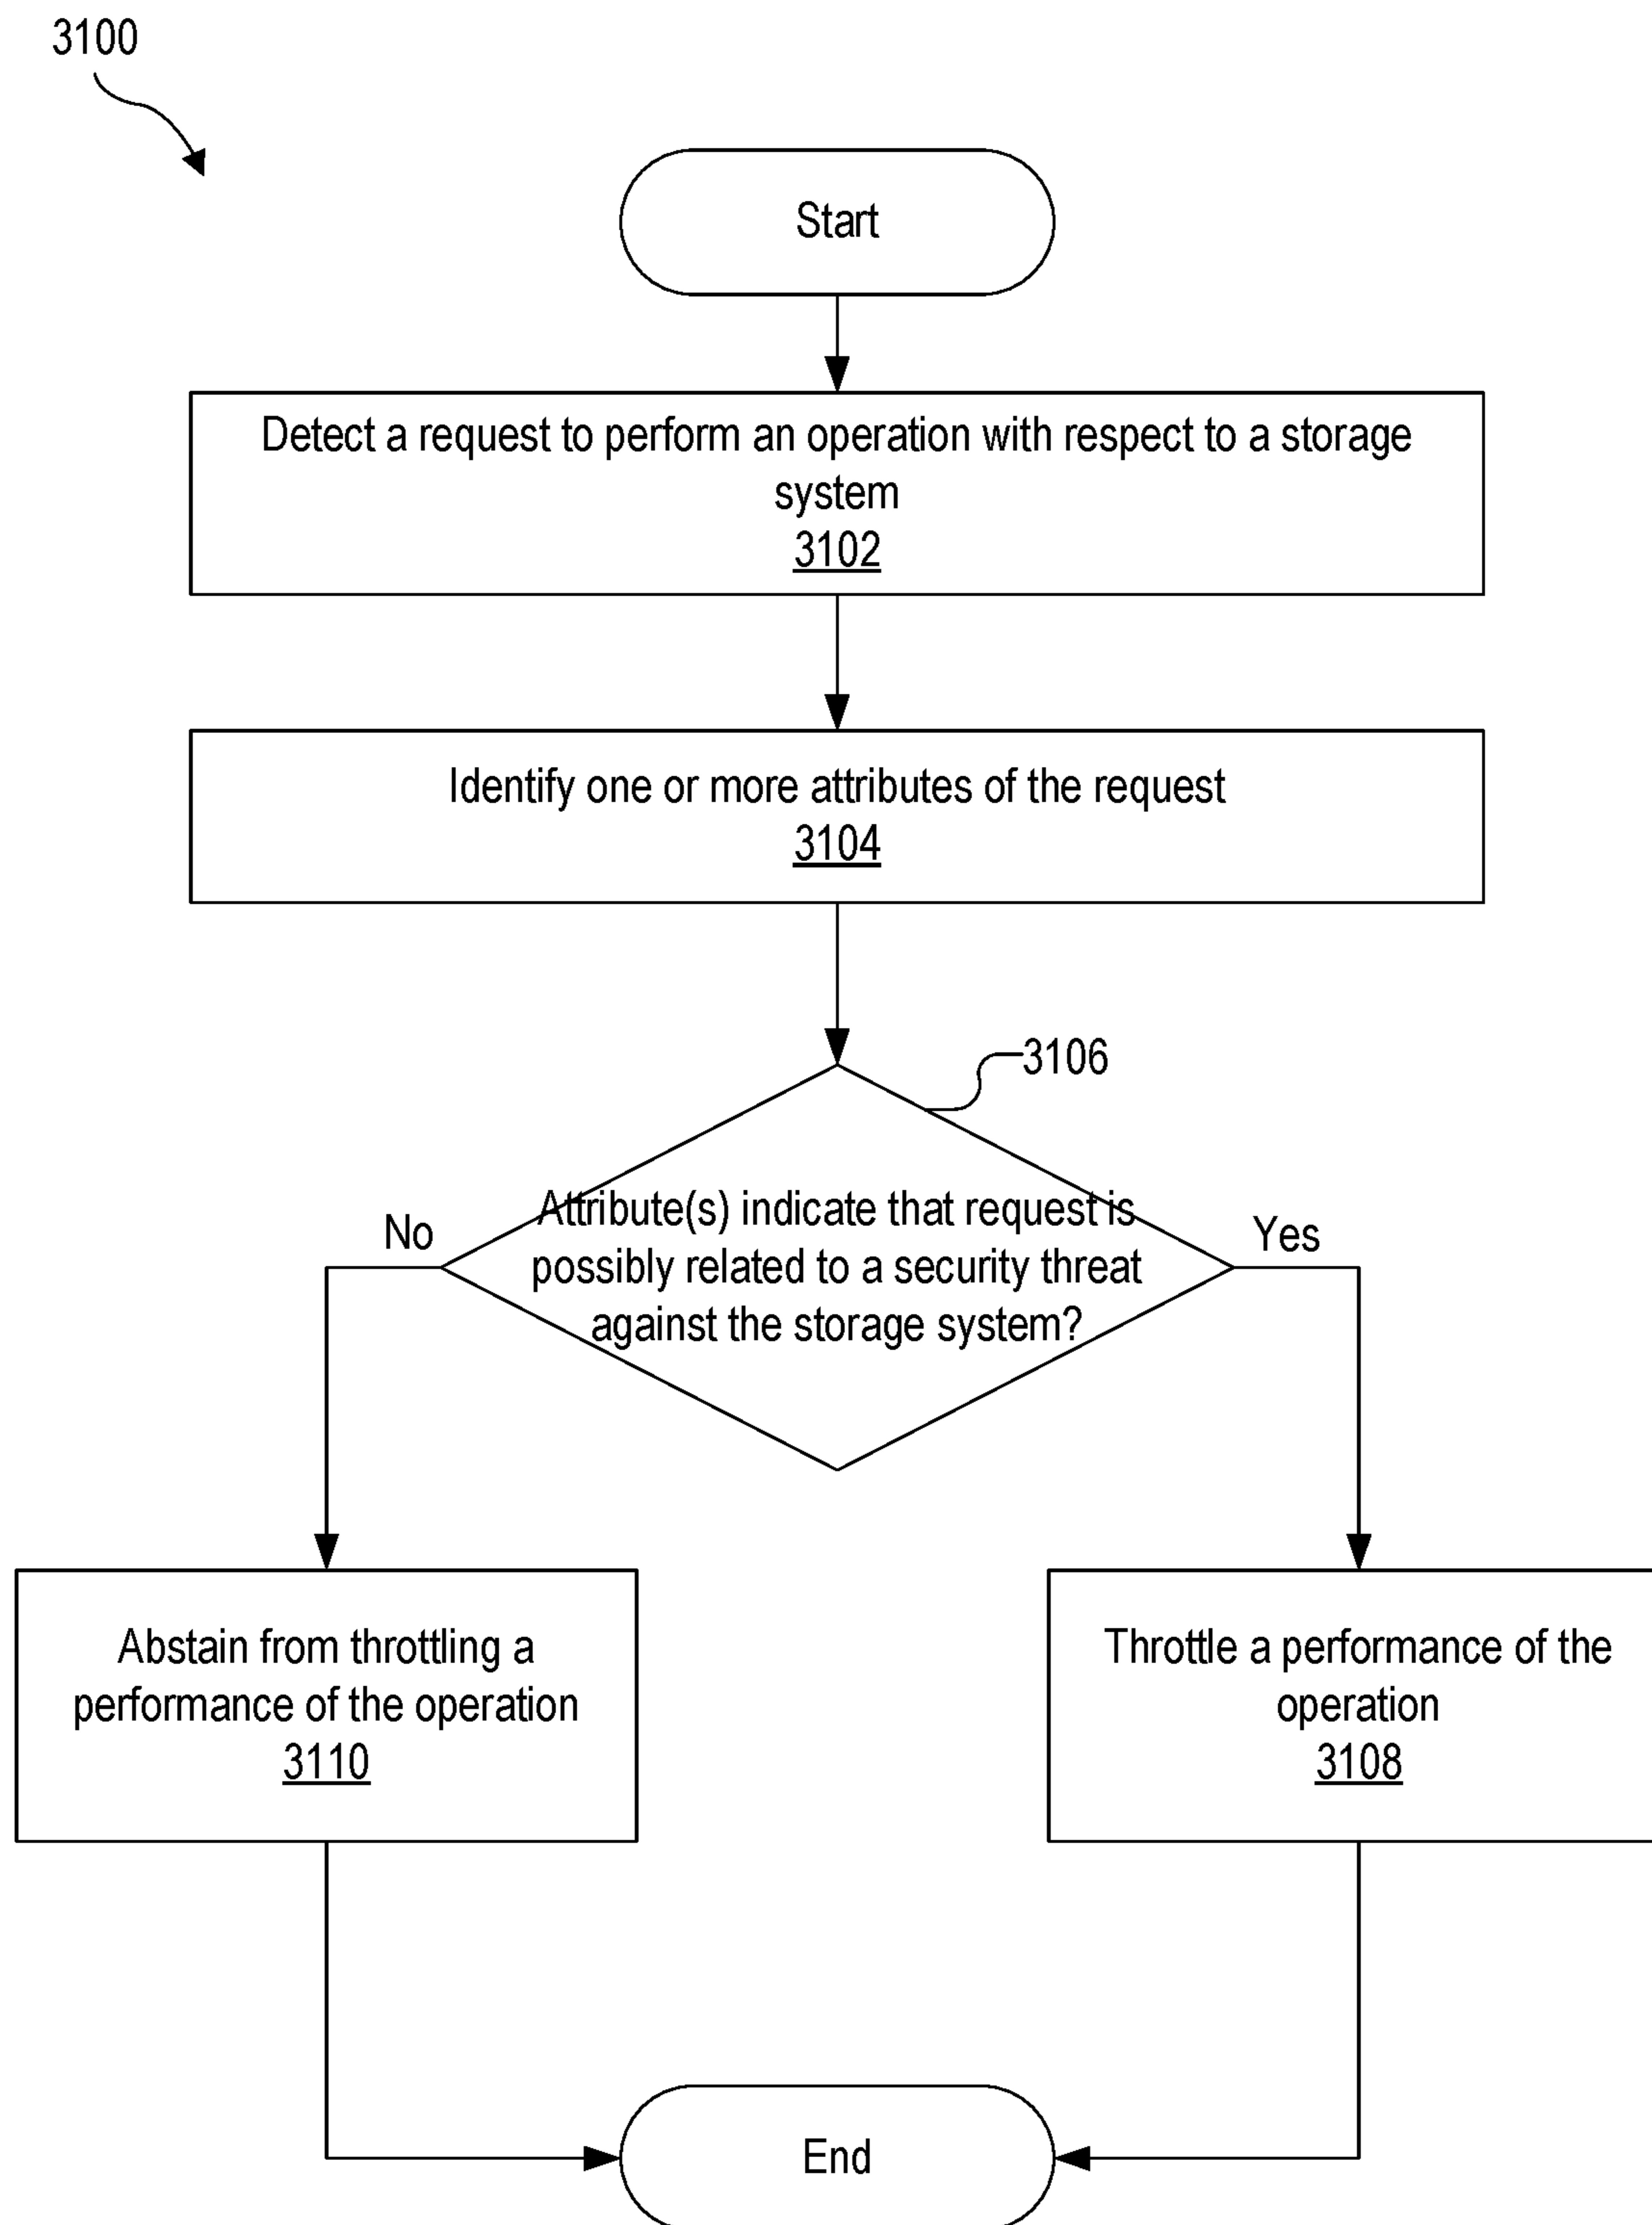 3100
Start
Detect a request to perform an operation with respect to a storage
system
3102
Identify one or more attributes of the request
3104
3106
Attribute(s) indicate that request is
possibly related to a security threat
against the storage system?
No
Yes
Abstain from throttling a
performance of the operation
3110
Throttle a performance of the
operation
3108
End